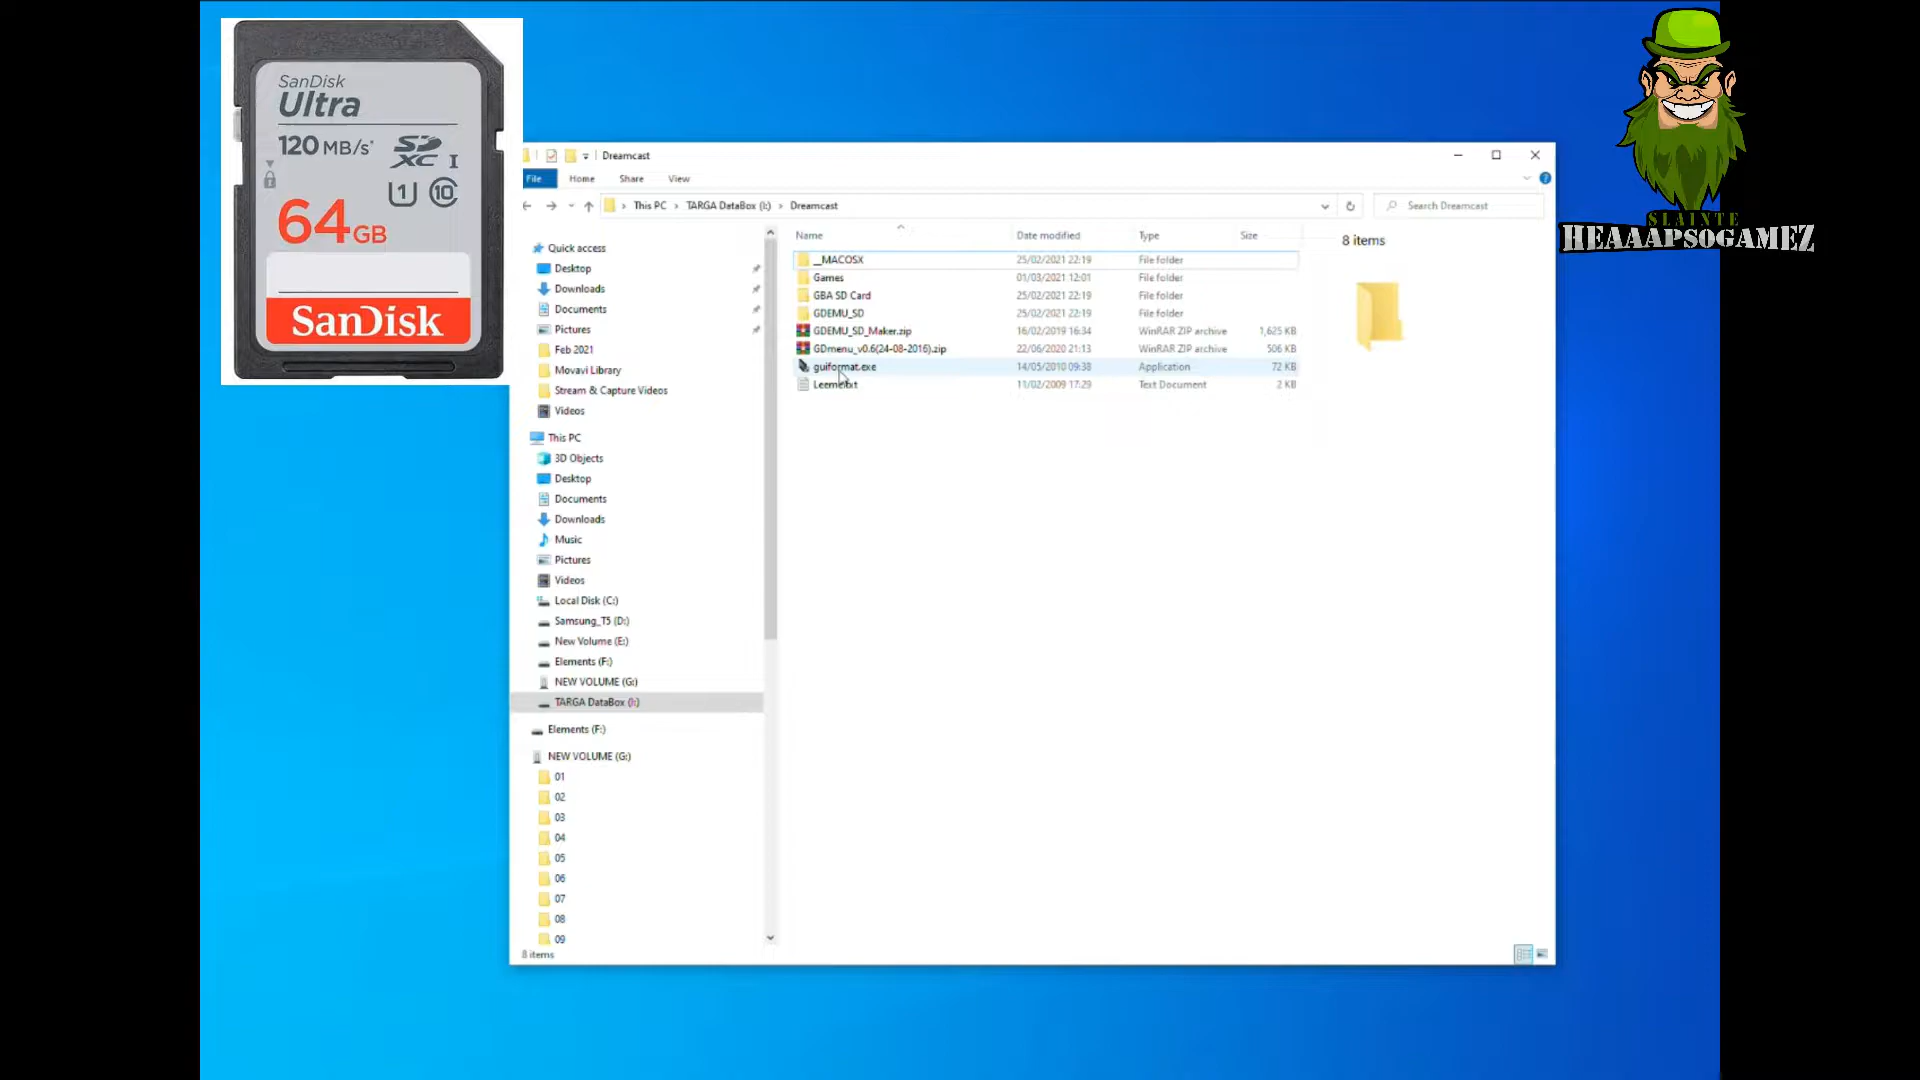 SanDisk
Ultra
120 MB/s*
SD XC I
U1 10
64GB
SanDisk
SLAINTE
HEAAAPSOGAMEZ
Dreamcast
File Home Share View
This PC > TARGA DataBox (I:) > Dreamcast
Search Dreamcast
Name Date modified Type Size
8 items
__MACOSX 25/02/2021 22:19 File folder
Games 01/03/2021 12:01 File folder
GBA SD Card 25/02/2021 22:19 File folder
GDEMU_SD 25/02/2021 22:19 File folder
GDEMU_SD_Maker.zip 16/02/2019 16:34 WinRAR ZIP archive 1,625 KB
GDmenu_v0.6(24-08-2016).zip 22/06/2020 21:13 WinRAR ZIP archive 506 KB
guiformat.exe 14/05/2010 09:38 Application 72 KB
11/02/2009 17:29 Text Document 2 KB
Quick access
Desktop
Downloads
Documents
Pictures
Feb 2021
Movavi Library
Stream & Capture Videos
Videos
This PC
3D Objects
Desktop
Documents
Downloads
Music
Pictures
Videos
Local Disk (C:)
Samsung_T5 (D:)
New Volume (E:)
Elements (F:)
NEW VOLUME (G:)
TARGA DataBox (I:)
Elements (F:)
NEW VOLUME (G:)
01
02
03
04
05
06
07
08
09
8 items